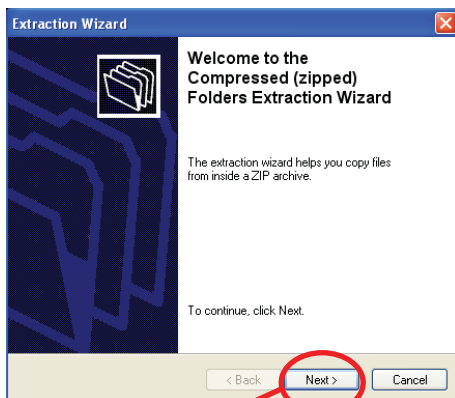 Extraction Wizard
Welcome to the
Compressed (zipped)
Folders Extraction Wizard
The extraction wizard helps you copy files
from inside a ZIP archive.
To continue, click Next.
< Back
Next >
Cancel